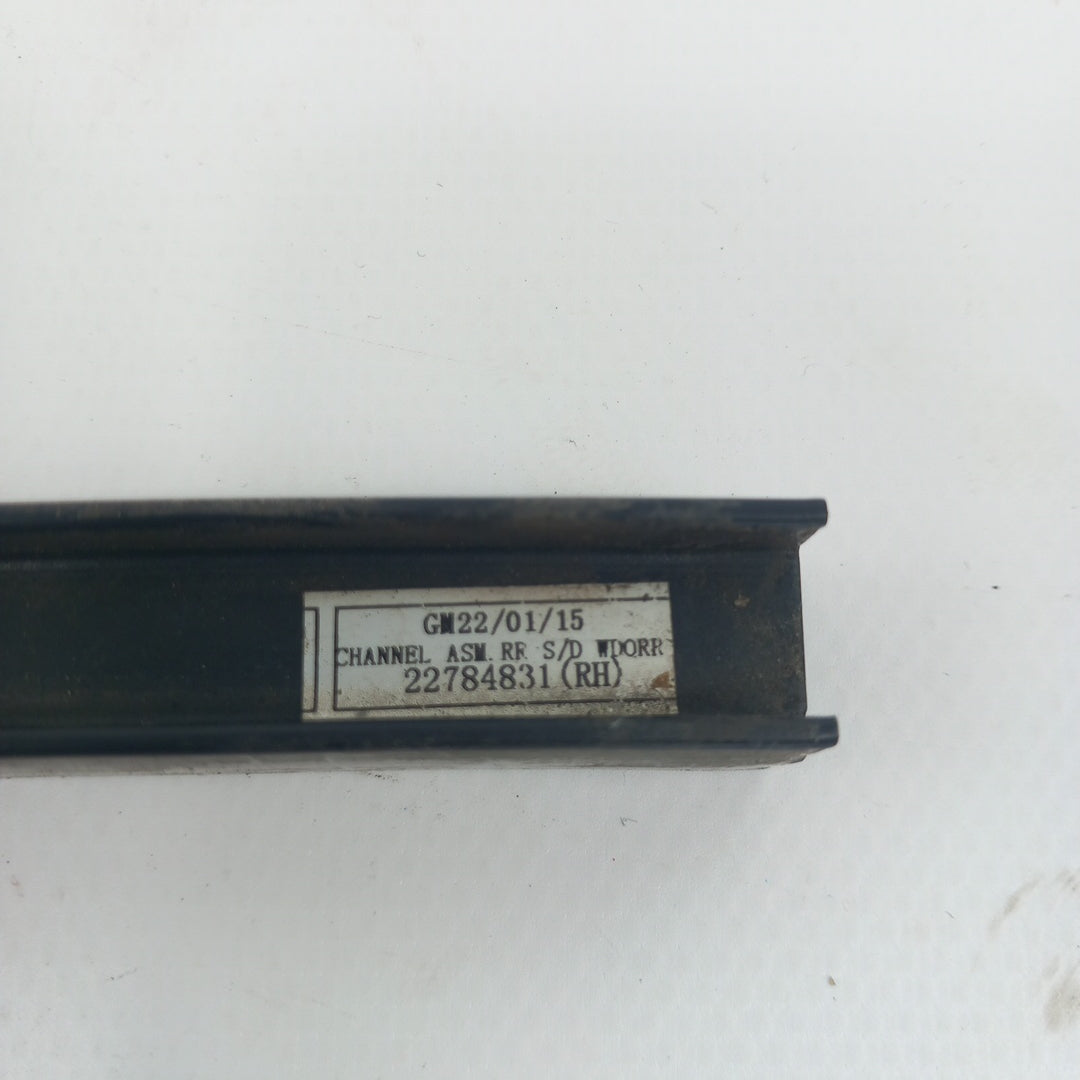 GM22/01/15
CHANNEL ASM.RR S/D WDORR
22784831(RH)